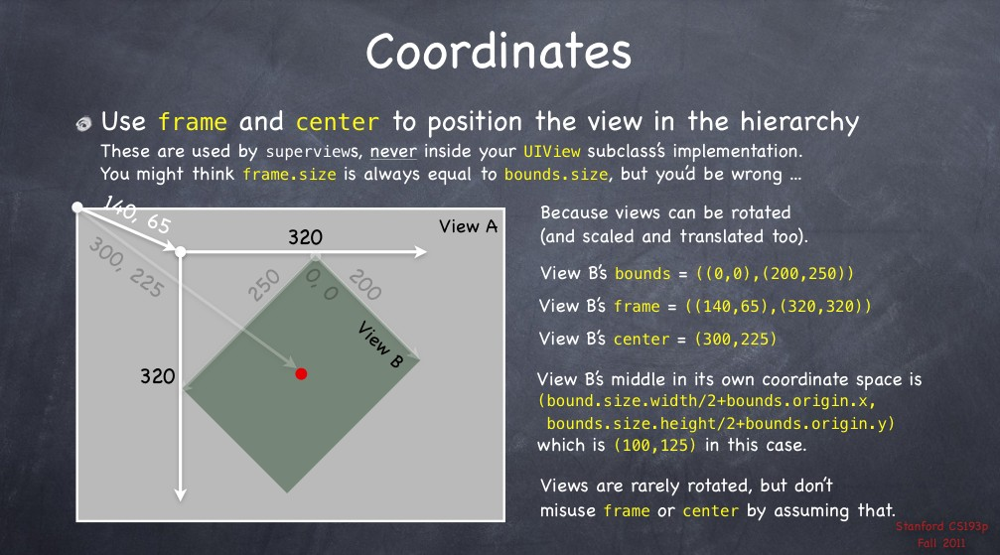 Coordinates
Use frame and center to position the view in the hierarchy
These are used by superviews, never inside your UIView subclass's implementation.
You might think frame.size is always equal to bounds.size, but you'd be wrong ...
140, 65
300, 225
320
View A
250
0, 0
200
View B
320
Because views can be rotated
(and scaled and translated too).
View B's bounds = ((0,0),(200,250))
View B's frame = ((140,65),(320,320))
View B's center = (300,225)
View B's middle in its own coordinate space is
(bound.size.width/2+bounds.origin.x,
bounds.size.height/2+bounds.origin.y)
which is (100,125) in this case.
Views are rarely rotated, but don't
misuse frame or center by assuming that.
Stanford CS193p
Fall 2011